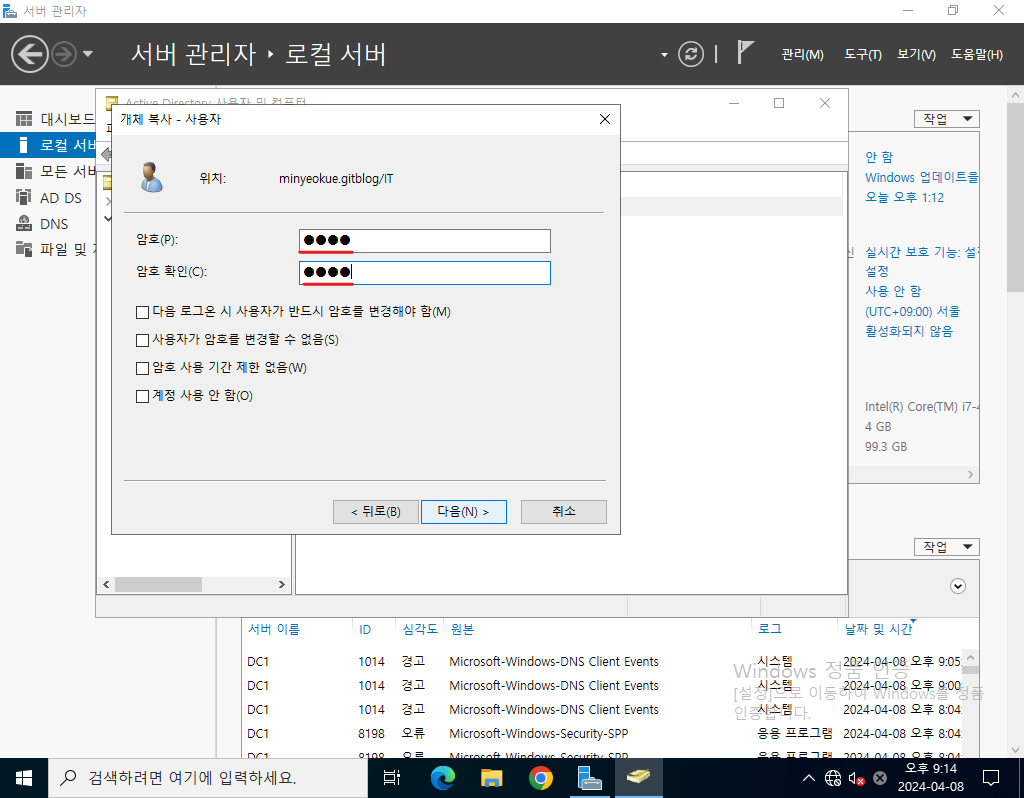 서버 관리자
서버 관리자 ‣ 로컬 서버
관리(M) 도구(T) 보기(V) 도움말(H)
Active Directory 사용자 및 컴퓨터
개체 복사 - 사용자
위치: minyeokue.gitblog/IT
암호(P):
암호 확인(C):
다음 로그온 시 사용자가 반드시 암호를 변경해야 함(M)
사용자가 암호를 변경할 수 없음(S)
암호 사용 기간 제한 없음(W)
계정 사용 안 함(O)
< 뒤로(B) 다음(N) > 취소
대시보드
로컬 서버
모든 서버
AD DS
DNS
파일 및
작업
안 함
Windows 업데이트을
오늘 오후 1:12
실시간 보호 기능: 설정
설정
사용 안 함
(UTC+09:00) 서울
활성화되지 않음
Intel(R) Core(TM) i7-4
4 GB
99.3 GB
작업
서버 이름 ID 심각도 원본 로그 날짜 및 시간
DC1 1014 경고 Microsoft-Windows-DNS Client Events 시스템 2024-04-08 오후 9:05:
DC1 1014 경고 Microsoft-Windows-DNS Client Events 시스템 2024-04-08 오후 9:00:
DC1 1014 경고 Microsoft-Windows-DNS Client Events 시스템 2024-04-08 오후 8:04:
DC1 8198 오류 Microsoft-Windows-Security-SPP 응용 프로그램 2024-04-08 오후 8:04:
DC1 8198 오류 Microsoft-Windows-Security-SPP 응용 프로그램 2024-04-08 오후 8:04:
Windows 정품 인증
[설정]으로 이동하여 Windows를 정품
인증합니다.
검색하려면 여기에 입력하세요.
오후 9:14
2024-04-08